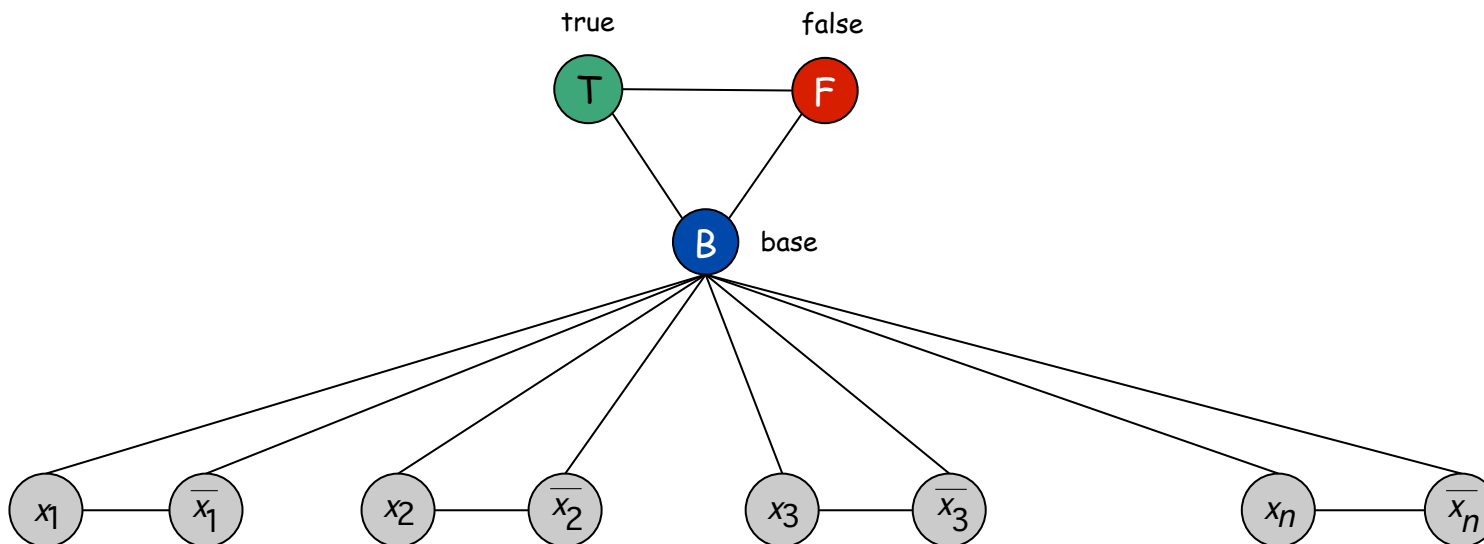 true false
T F
B base
x₁ x̅₁ x₂ x̅₂ x₃ x̅₃ xₙ x̅ₙ